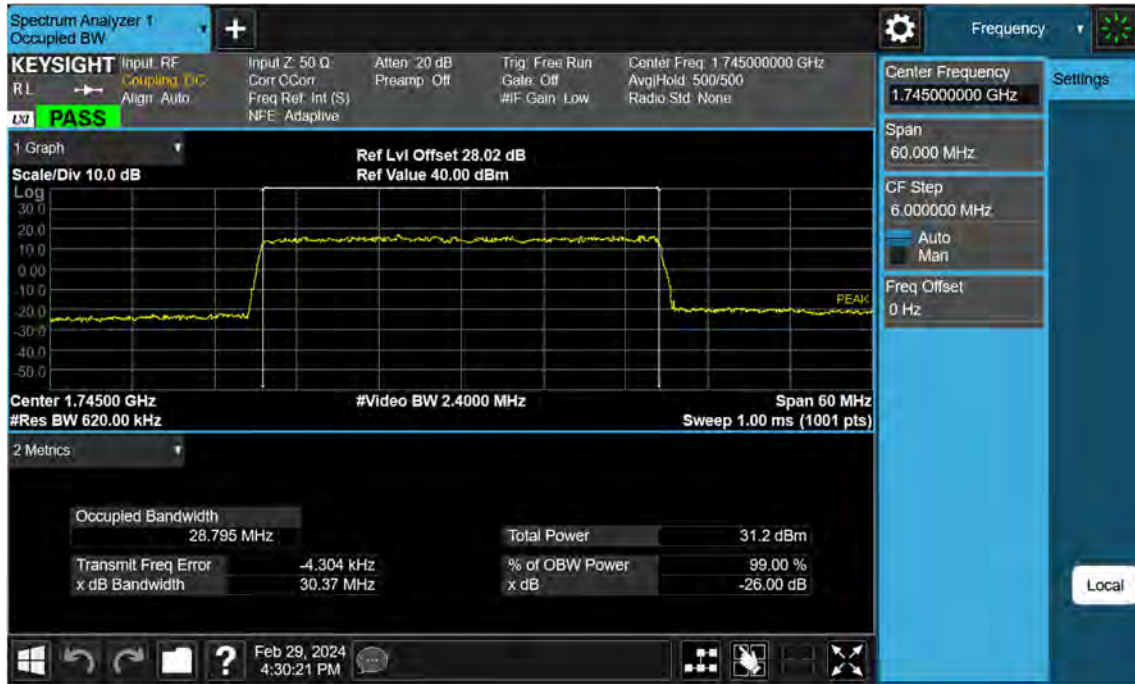 Spectrum Analyzer 1
Occupied BW
+
Frequency
KEYSIGHT
RL
Input: RF
Coupling: DC
Align: Auto
Input Z: 50 Ω
Corr CCorr
Freq Ref: Int (S)
NFE: Adaptive
Atten: 20 dB
Preamp: Off
Trig: Free Run
Gate: Off
#IF Gain: Low
Center Freq: 1.745000000 GHz
Avg|Hold: 500/500
Radio Std: None
LXI PASS
Center Frequency
1.745000000 GHz
Settings
Span
60.000 MHz
CF Step
6.000000 MHz
Auto
Man
Freq Offset
0 Hz
Local
1 Graph
Scale/Div 10.0 dB
Ref Lvl Offset 28.02 dB
Ref Value 40.00 dBm
Log
30.0
20.0
10.0
0.00
-10.0
-20.0
-30.0
-40.0
-50.0
PEAK
Center 1.74500 GHz
#Res BW 620.00 kHz
#Video BW 2.4000 MHz
Span 60 MHz
Sweep 1.00 ms (1001 pts)
2 Metrics
Occupied Bandwidth
28.795 MHz
Total Power 31.2 dBm
Transmit Freq Error -4.304 kHz
% of OBW Power 99.00 %
x dB Bandwidth 30.37 MHz
x dB -26.00 dB
?
Feb 29, 2024
4:30:21 PM